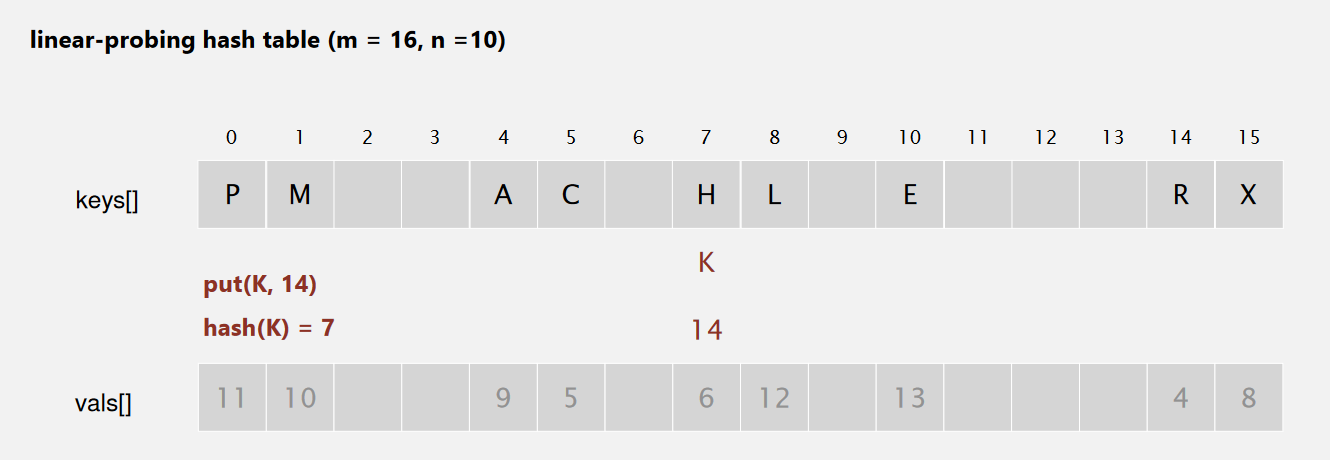 linear-probing hash table (m = 16, n =10)
0 1 2 3 4 5 6 7 8 9 10 11 12 13 14 15
keys[] P M A C H L E R X
K
put(K, 14)
hash(K) = 7 14
vals[] 11 10 9 5 6 12 13 4 8